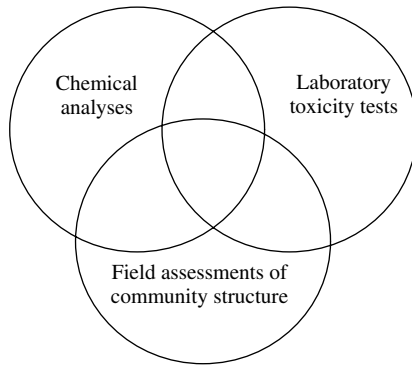 Chemical
analyses
Laboratory
toxicity tests
Field assessments of
community structure